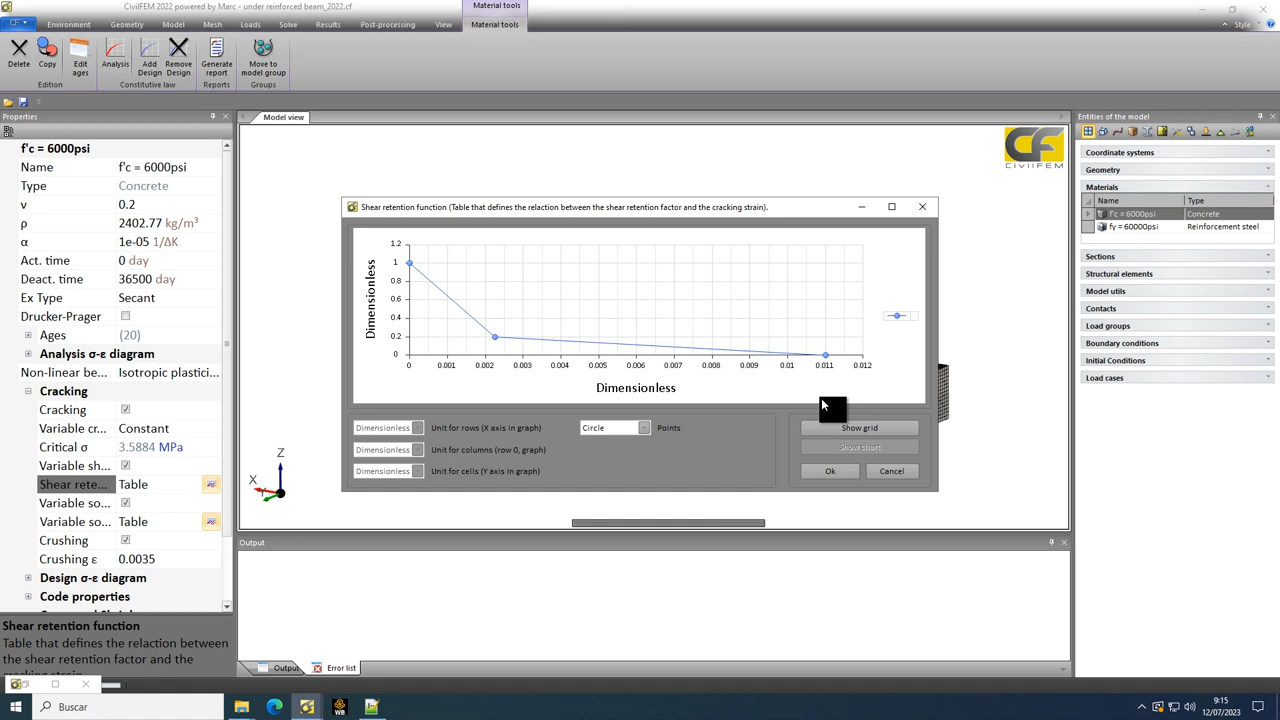 CivilFEM 2022 powered by Marc - under reinforced beam_2022.cf
Material tools
CF
Environment Geometry Model Mesh Loads Solve Results Post-processing View Material tools
Style
Delete Copy Edit ages Analysis Add Design Remove Design Generate report Move to model group
Edition Constitutive law Reports Groups
Properties
Model view
Entities of the model
f'c = 6000psi
Name f'c = 6000psi
Type Concrete
ν 0.2
ρ 2402.77 kg/m³
α 1e-05 1/ΔK
Act. time 0 day
Deact. time 36500 day
Ex Type Secant
Drucker-Prager
Ages (20)
Analysis σ-ε diagram
Non-linear be... Isotropic plastici
Cracking
Cracking
Variable cr... Constant
Critical σ 3.5884 MPa
Variable sh...
Shear rete... Table
Variable so...
Variable so... Table
Crushing
Crushing ε 0.0035
Design σ-ε diagram
Code properties
Shear retention function
Table that defines the relaction between
the shear retention factor and the
CIVILFEM
Shear retention function (Table that defines the relaction between the shear retention factor and the cracking strain).
Dimensionless
1.2
1
0.8
0.6
0.4
0.2
0
0 0.001 0.002 0.003 0.004 0.005 0.006 0.007 0.008 0.009 0.01 0.011 0.012
Dimensionless
Dimensionless Unit for rows (X axis in graph) Circle Points Show grid
Dimensionless Unit for columns (row 0, graph) Show chart
Dimensionless Unit for cells (Y axis in graph) Ok Cancel
Z
X
Output
Output Error list
Coordinate systems
Geometry
Materials
Name Type
f'c = 6000psi Concrete
fy = 60000psi Reinforcement steel
Sections
Structural elements
Model utils
Contacts
Load groups
Boundary conditions
Initial Conditions
Load cases
Buscar
WB
9:15
12/07/2023